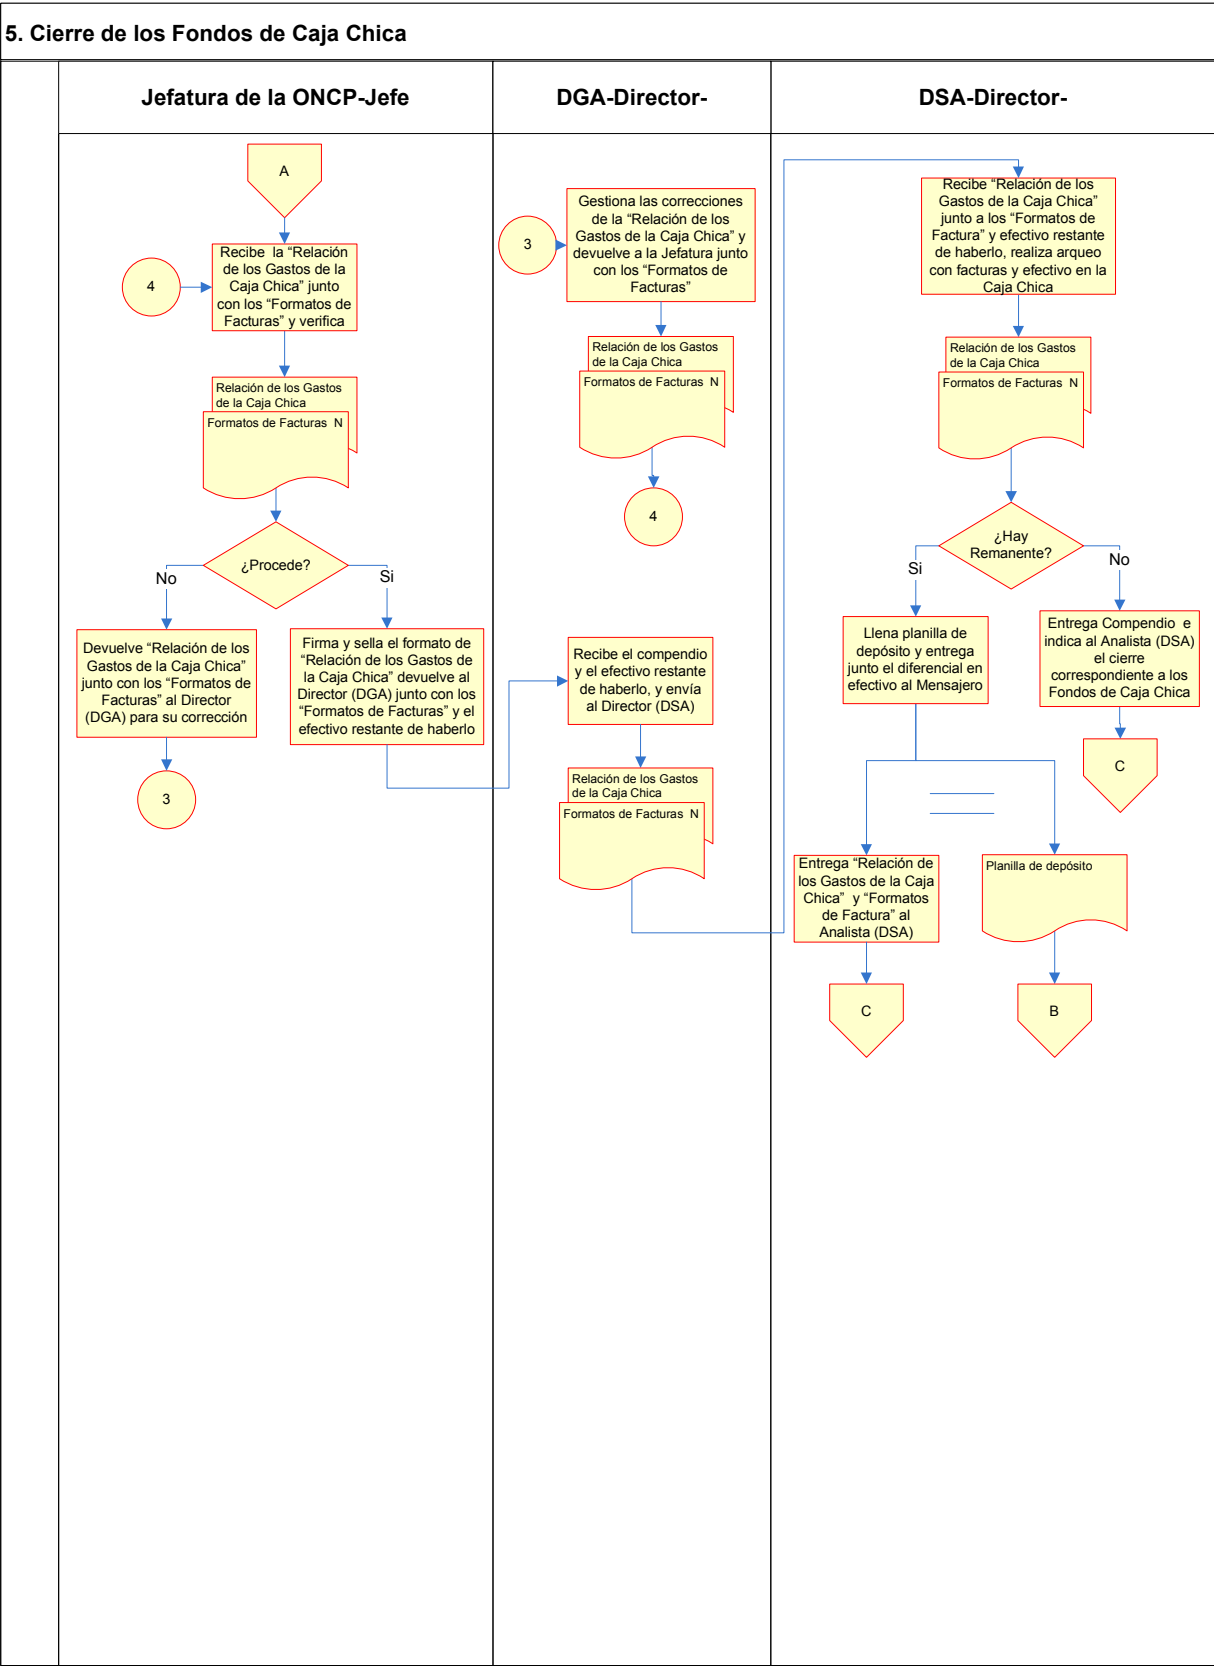 5. Cierre de los Fondos de Caja Chica
Jefatura de la ONCP-Jefe
DGA-Director-
DSA-Director-
A
4
Recibe la “Relación
de los Gastos de la
Caja Chica” junto
con los “Formatos de
Facturas” y verifica
Relación de los Gastos
de la Caja Chica
Formatos de Facturas N
¿Procede?
No
Si
Devuelve “Relación de los
Gastos de la Caja Chica”
junto con los “Formatos de
Facturas” al Director
(DGA) para su corrección
3
Firma y sella el formato de
“Relación de los Gastos de
la Caja Chica” devuelve al
Director (DGA) junto con los
“Formatos de Facturas” y el
efectivo restante de haberlo
3
Gestiona las correcciones
de la “Relación de los
Gastos de la Caja Chica” y
devuelve a la Jefatura junto
con los “Formatos de
Facturas”
Relación de los Gastos
de la Caja Chica
Formatos de Facturas N
4
Recibe el compendio
y el efectivo restante
de haberlo, y envía
al Director (DSA)
Relación de los Gastos
de la Caja Chica
Formatos de Facturas N
Recibe “Relación de los
Gastos de la Caja Chica”
junto a los “Formatos de
Factura” y efectivo restante
de haberlo, realiza arqueo
con facturas y efectivo en la
Caja Chica
Relación de los Gastos
de la Caja Chica
Formatos de Facturas N
¿Hay
Remanente?
Si
No
Llena planilla de
depósito y entrega
junto el diferencial en
efectivo al Mensajero
Entrega Compendio e
indica al Analista (DSA)
el cierre
correspondiente a los
Fondos de Caja Chica
C
Entrega “Relación de
los Gastos de la Caja
Chica” y “Formatos
de Factura” al
Analista (DSA)
Planilla de depósito
C
B